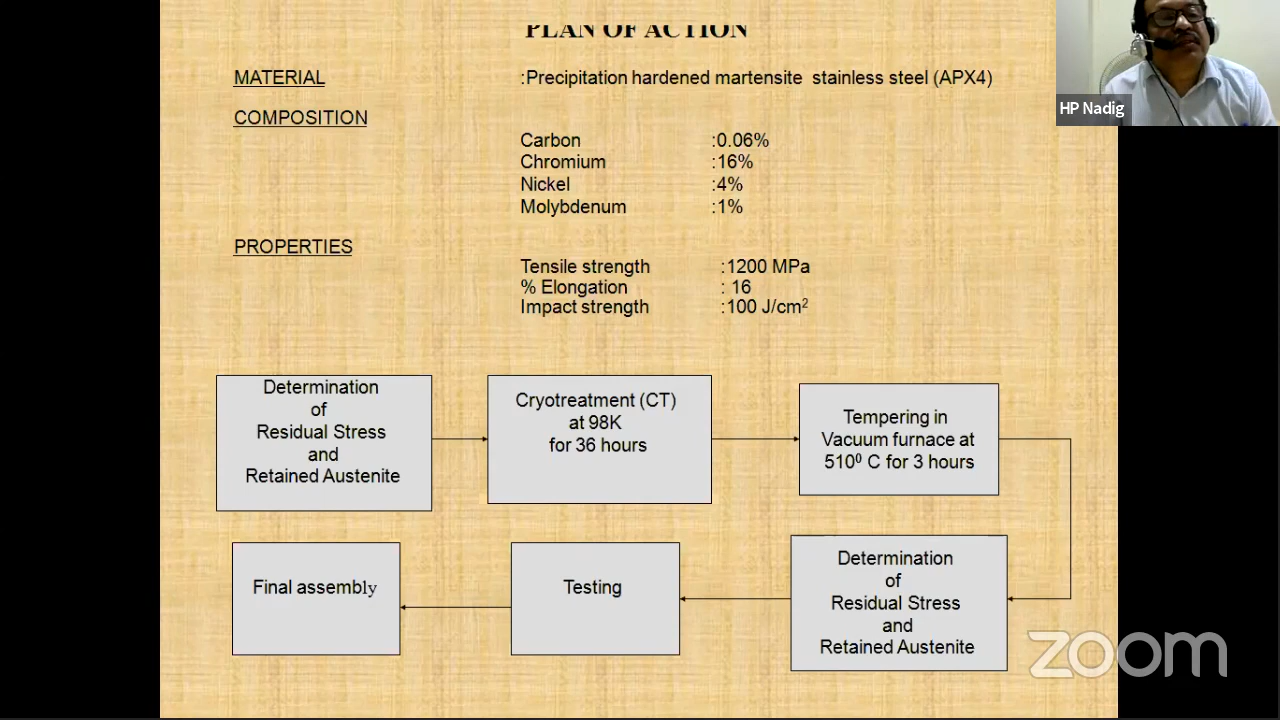 PLAN OF ACTION
MATERIAL :Precipitation hardened martensite stainless steel (APX4)
HP Nadig
COMPOSITION
Carbon :0.06%
Chromium :16%
Nickel :4%
Molybdenum :1%
PROPERTIES
Tensile strength :1200 MPa
% Elongation : 16
Impact strength :100 J/cm²
Determination
of
Residual Stress
and
Retained Austenite
Cryotreatment (CT)
at 98K
for 36 hours
Tempering in
Vacuum furnace at
510⁰ C for 3 hours
Determination
of
Residual Stress
and
Retained Austenite
Testing
Final assembly
zoom